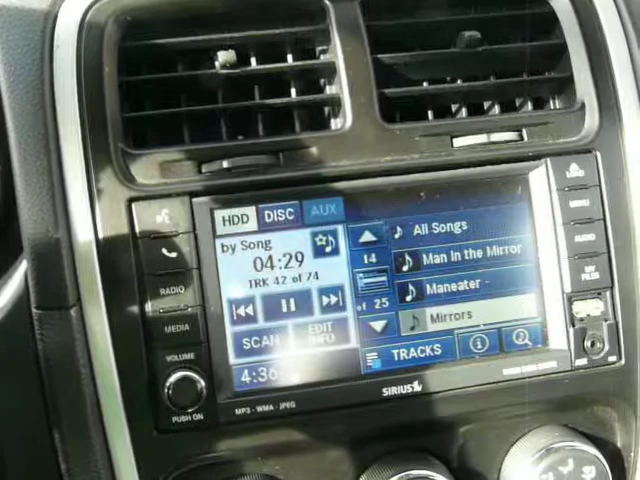 HDD DISC AUX
by Song
04:29
TRK 42 of 74
SCAN
EDIT INFO
4:36
14
of 25
All Songs
Man In the Mirror
Maneater
Mirrors
TRACKS
RADIO
MEDIA
VOLUME
PUSH ON
MP3 - WMA - JPEG
SIRIUS
LOAD
MENU
AUDIO
MY FILES